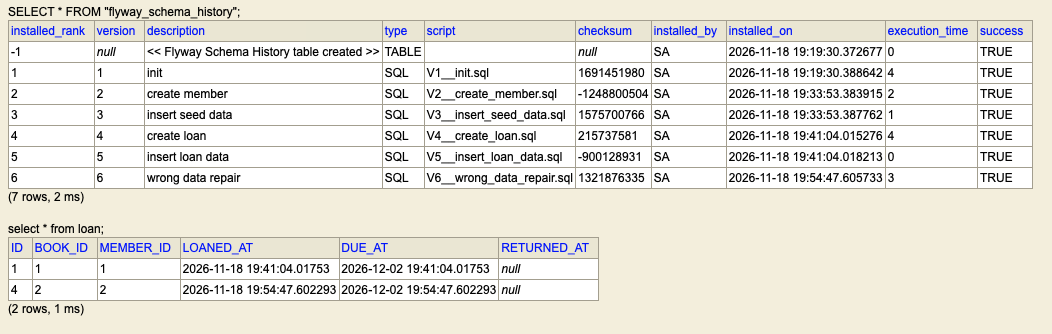 SELECT * FROM "flyway_schema_history";
installed_rank version description type script checksum installed_by installed_on execution_time success
-1 null << Flyway Schema History table created >> TABLE null SA 2026-11-18 19:19:30.372677 0 TRUE
1 1 init SQL V1__init.sql 1691451980 SA 2026-11-18 19:19:30.388642 4 TRUE
2 2 create member SQL V2__create_member.sql -1248800504 SA 2026-11-18 19:33:53.383915 2 TRUE
3 3 insert seed data SQL V3__insert_seed_data.sql 1575700766 SA 2026-11-18 19:33:53.387762 1 TRUE
4 4 create loan SQL V4__create_loan.sql 215737581 SA 2026-11-18 19:41:04.015276 4 TRUE
5 5 insert loan data SQL V5__insert_loan_data.sql -900128931 SA 2026-11-18 19:41:04.018213 0 TRUE
6 6 wrong data repair SQL V6__wrong_data_repair.sql 1321876335 SA 2026-11-18 19:54:47.605733 3 TRUE
(7 rows, 2 ms)
select * from loan;
ID BOOK_ID MEMBER_ID LOANED_AT DUE_AT RETURNED_AT
1 1 1 2026-11-18 19:41:04.01753 2026-12-02 19:41:04.01753 null
4 2 2 2026-11-18 19:54:47.602293 2026-12-02 19:54:47.602293 null
(2 rows, 1 ms)